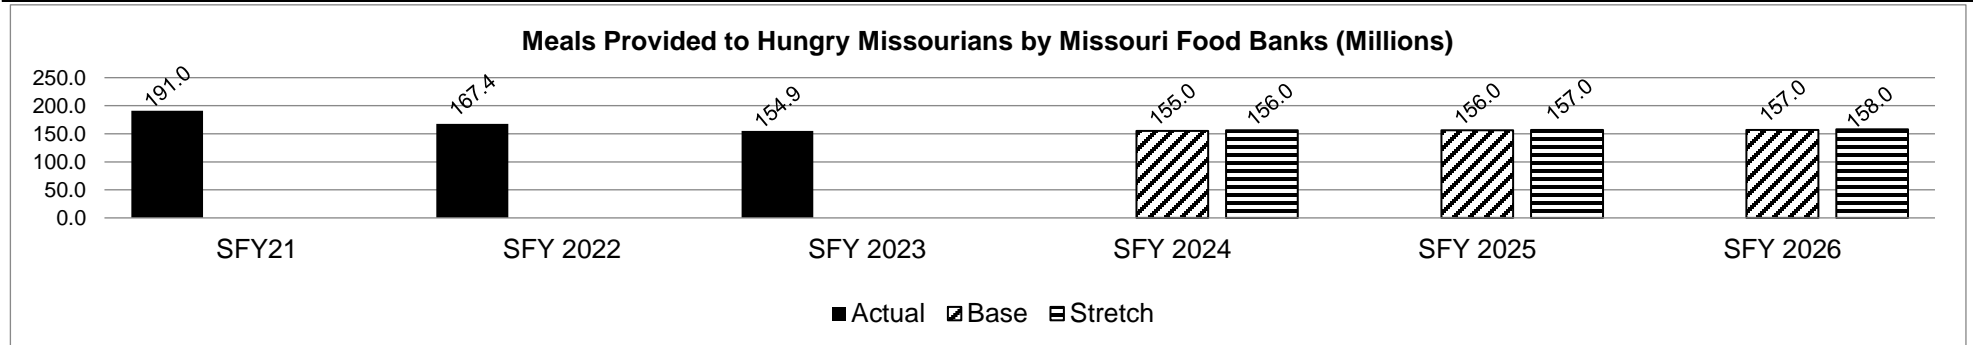 Meals Provided to Hungry Missourians by Missouri Food Banks (Millions)
250.0
200.0
150.0
100.0
50.0
0.0
191.0
167.4
154.9
155.0
156.0
156.0
157.0
157.0
158.0
SFY21
SFY 2022
SFY 2023
SFY 2024
SFY 2025
SFY 2026
Actual
Base
Stretch